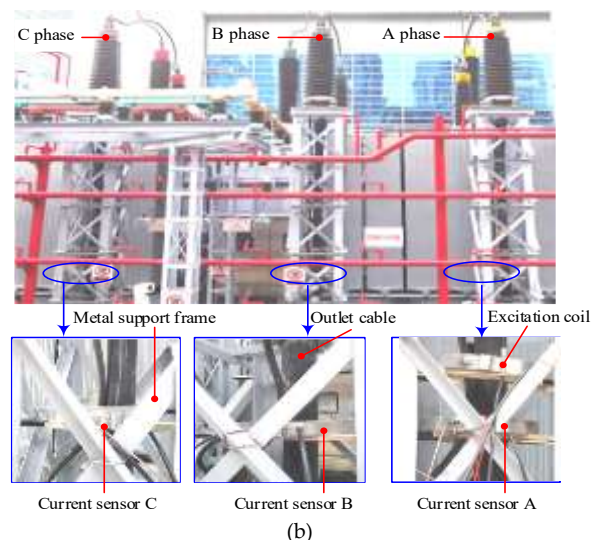 C phase
B phase
A phase
Metal support frame
Outlet cable
Excitation coil
Current sensor C
Current sensor B
Current sensor A
(b)